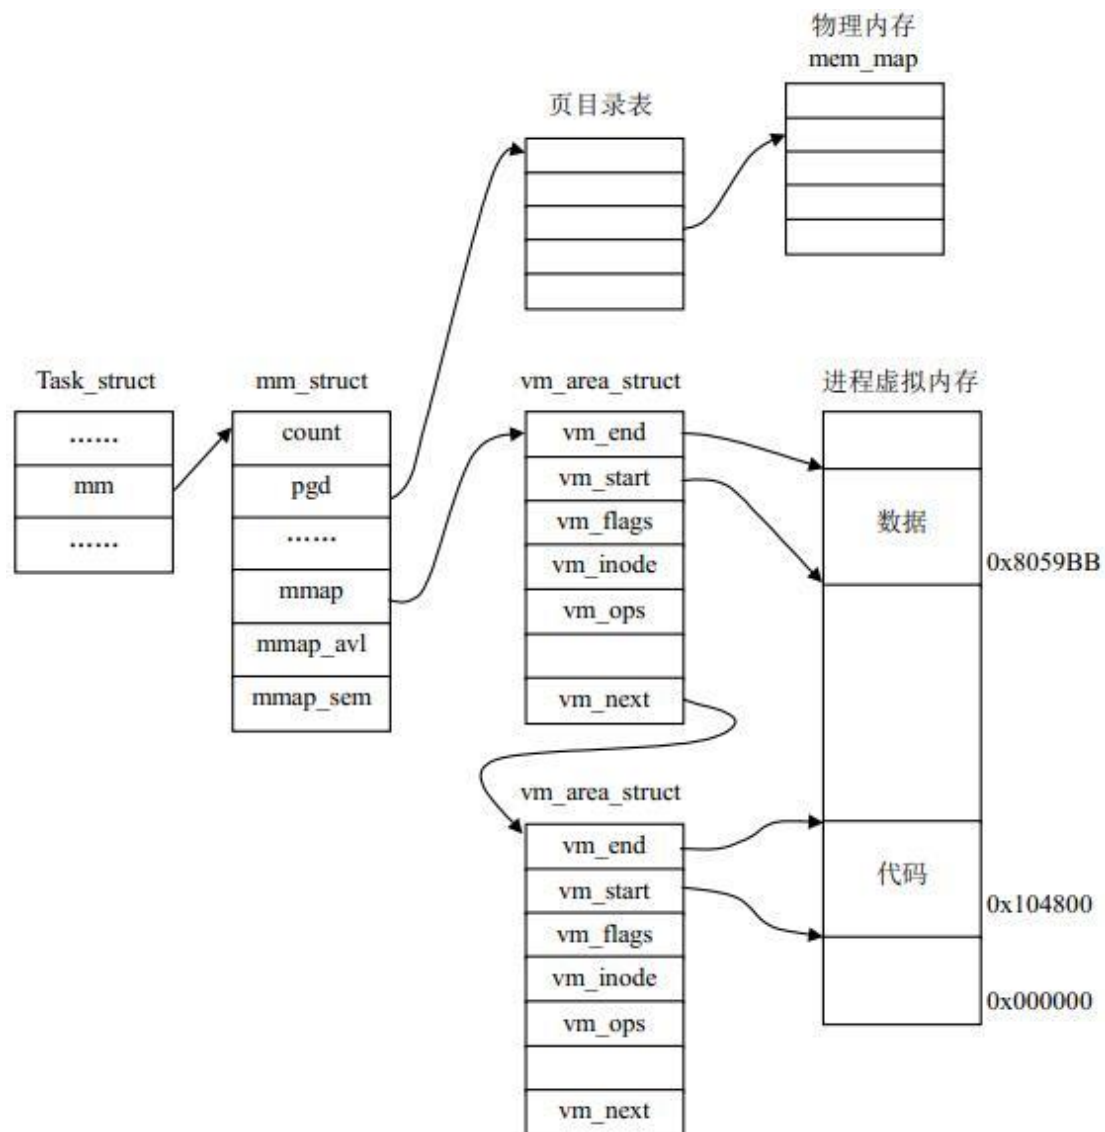 物理内存
mem_map
页目录表
Task_struct
……
mm
……
mm_struct
count
pgd
……
mmap
mmap_avl
mmap_sem
vm_area_struct
vm_end
vm_start
vm_flags
vm_inode
vm_ops
vm_next
进程虚拟内存
数据
0x8059BB
代码
0x104800
0x000000
vm_area_struct
vm_end
vm_start
vm_flags
vm_inode
vm_ops
vm_next